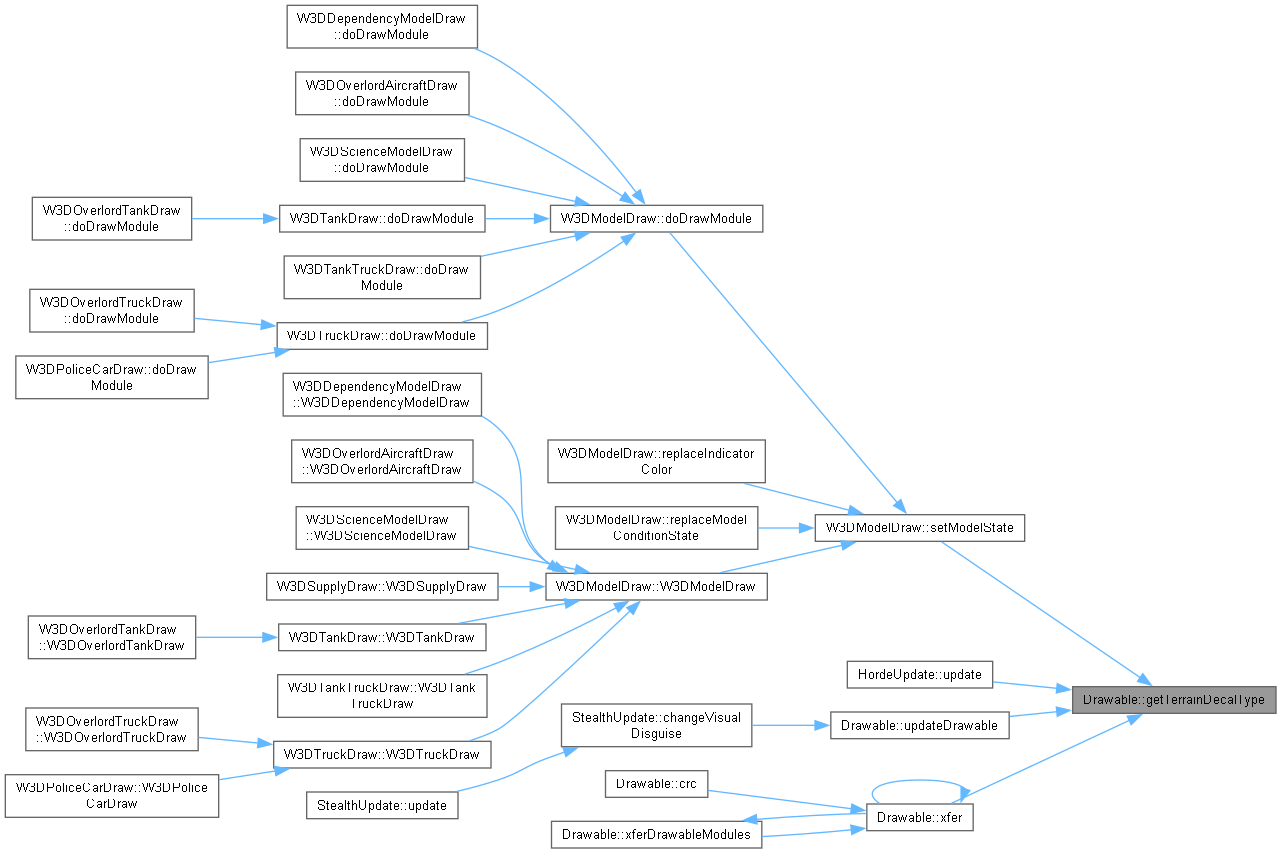 W3DDependencyModelDraw
::doDrawModule
W3DOverlordAircraftDraw
::doDrawModule
W3DScienceModelDraw
::doDrawModule
W3DOverlordTankDraw
::doDrawModule
W3DTankDraw::doDrawModule
W3DModelDraw::doDrawModule
W3DTankTruckDraw::doDraw
Module
W3DOverlordTruckDraw
::doDrawModule
W3DTruckDraw::doDrawModule
W3DPoliceCarDraw::doDraw
Module
W3DDependencyModelDraw
::W3DDependencyModelDraw
W3DOverlordAircraftDraw
::W3DOverlordAircraftDraw
W3DModelDraw::replaceIndicator
Color
W3DScienceModelDraw
::W3DScienceModelDraw
W3DModelDraw::replaceModel
ConditionState
W3DModelDraw::setModelState
W3DSupplyDraw::W3DSupplyDraw
W3DModelDraw::W3DModelDraw
W3DOverlordTankDraw
::W3DOverlordTankDraw
W3DTankDraw::W3DTankDraw
W3DTankTruckDraw::W3DTank
TruckDraw
HordeUpdate::update
Drawable::getTerrainDecalType
W3DOverlordTruckDraw
::W3DOverlordTruckDraw
StealthUpdate::changeVisual
Disguise
Drawable::updateDrawable
W3DTruckDraw::W3DTruckDraw
W3DPoliceCarDraw::W3DPolice
CarDraw
StealthUpdate::update
Drawable::crc
Drawable::xfer
Drawable::xferDrawableModules